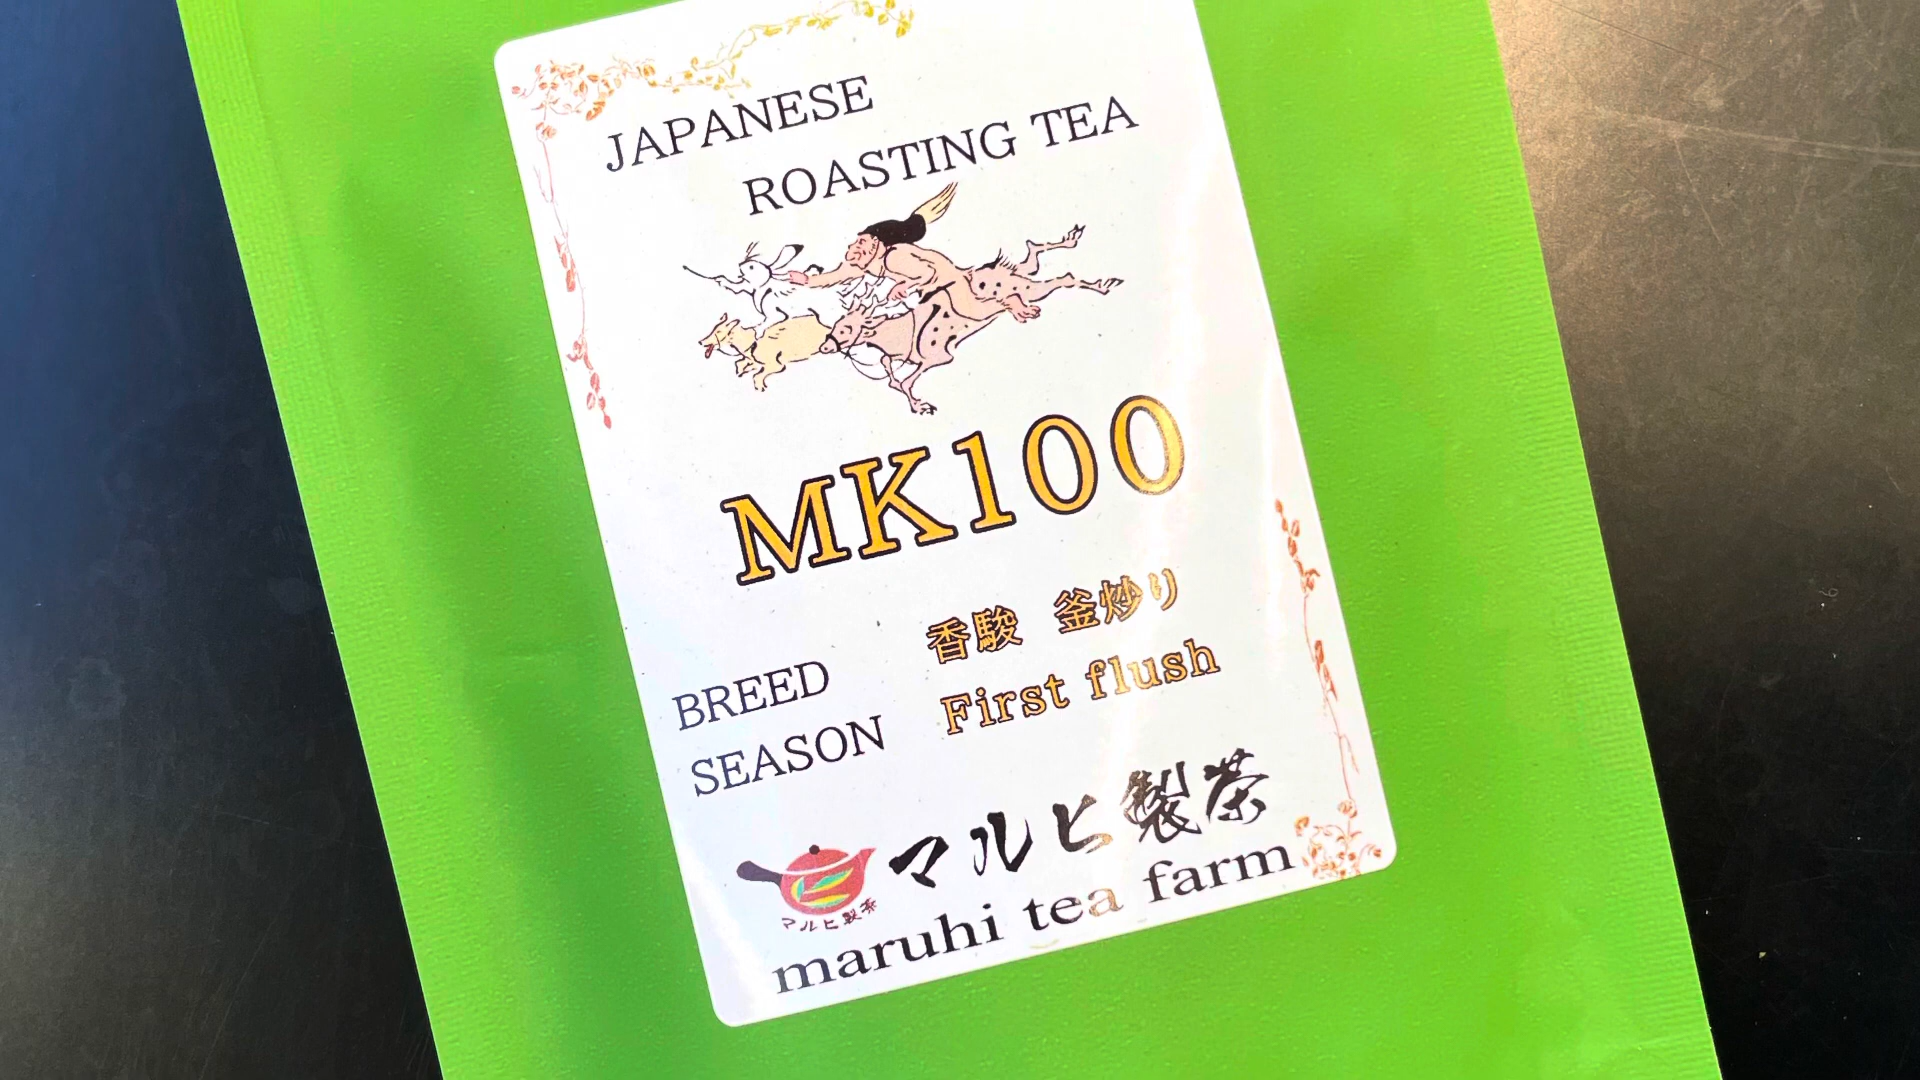 JAPANESE
ROASTING TEA
MK100
BREED 香駿 釜炒り
SEASON First flush
マルヒ製茶
マルヒ製茶
maruhi tea farm